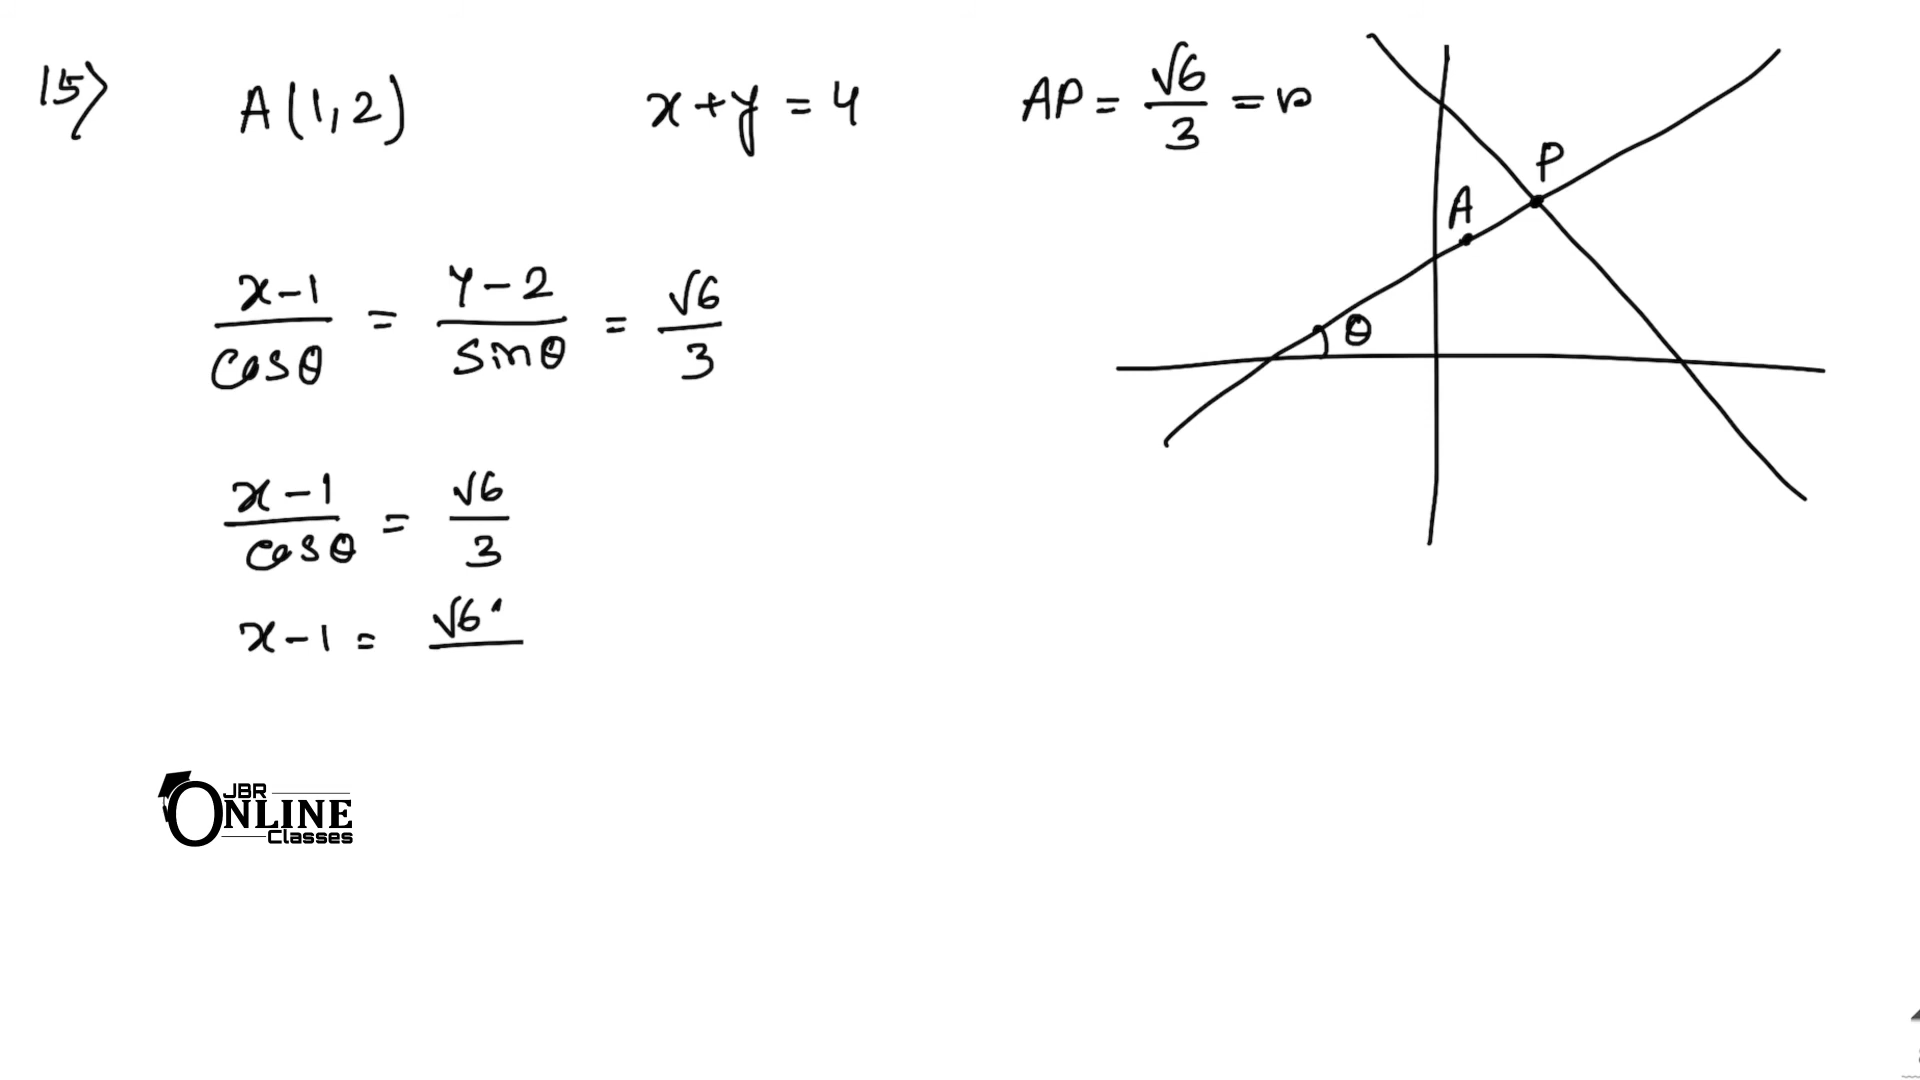 15)
A(1,2) x+y=4 AP = √6/3 = r
(x-1)/cosθ = (y-2)/sinθ = √6/3
(x-1)/cosθ = √6/3
x-1 = √6
P
A
θ
JBR
ONLINE
Classes